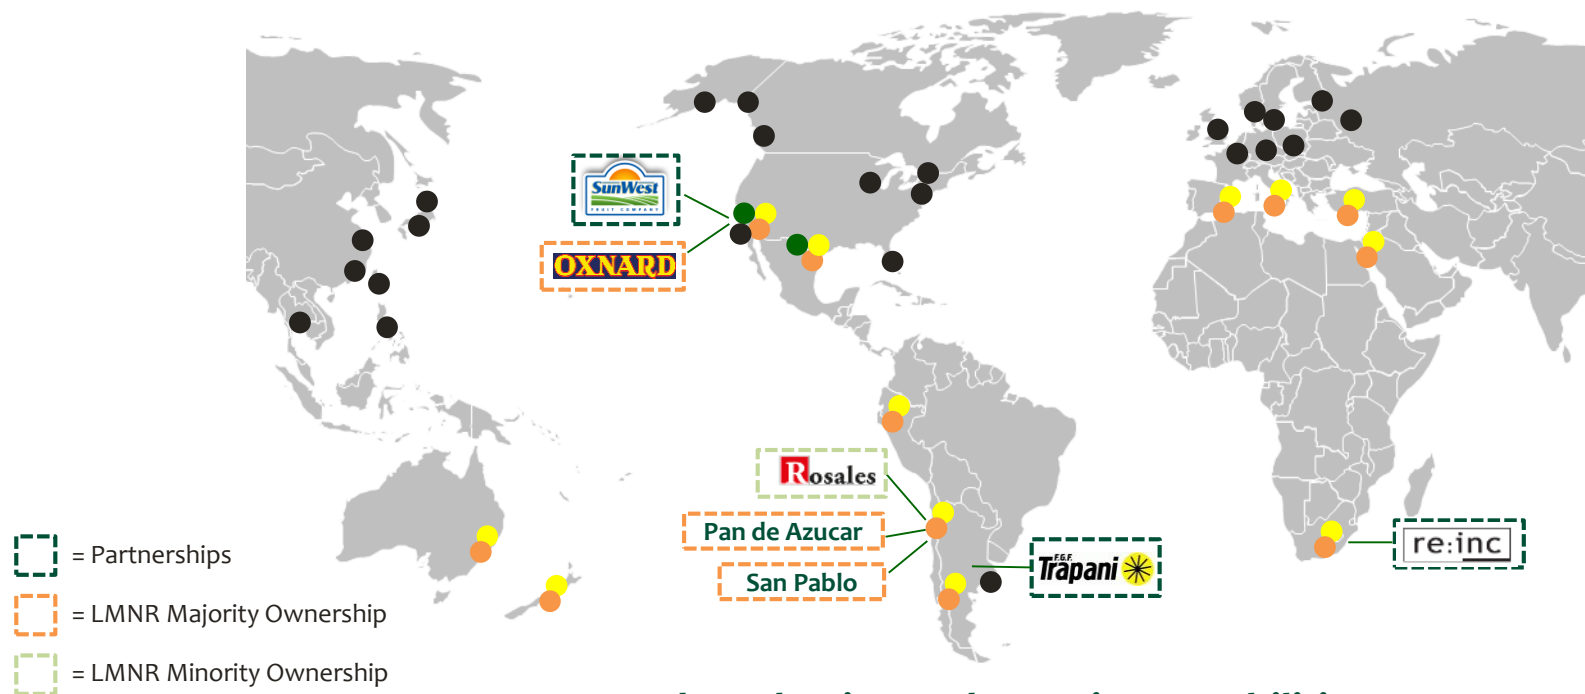 SunWest
FRUIT COMPANY
OXNARD
Rosales
Pan de Azucar
San Pablo
F.G.F.
Trapani
re:inc
= Partnerships
= LMNR Majority Ownership
= LMNR Minority Ownership